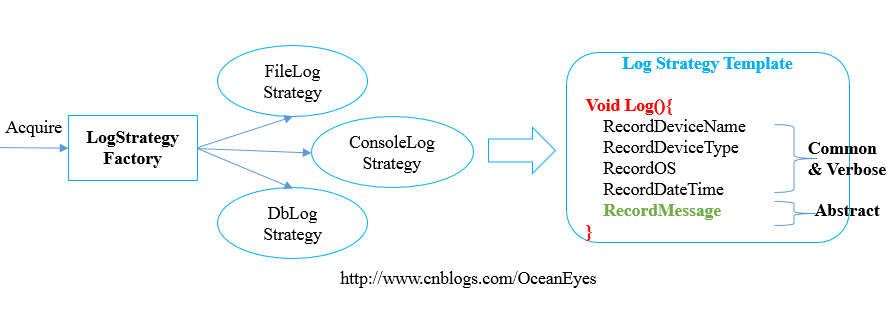 Acquire
LogStrategy
Factory
FileLog
Strategy
ConsoleLog
Strategy
DbLog
Strategy
Log Strategy Template
Void Log(){
RecordDeviceName
RecordDeviceType
RecordOS
RecordDateTime
RecordMessage
}
Common
& Verbose
Abstract
http://www.cnblogs.com/OceanEyes